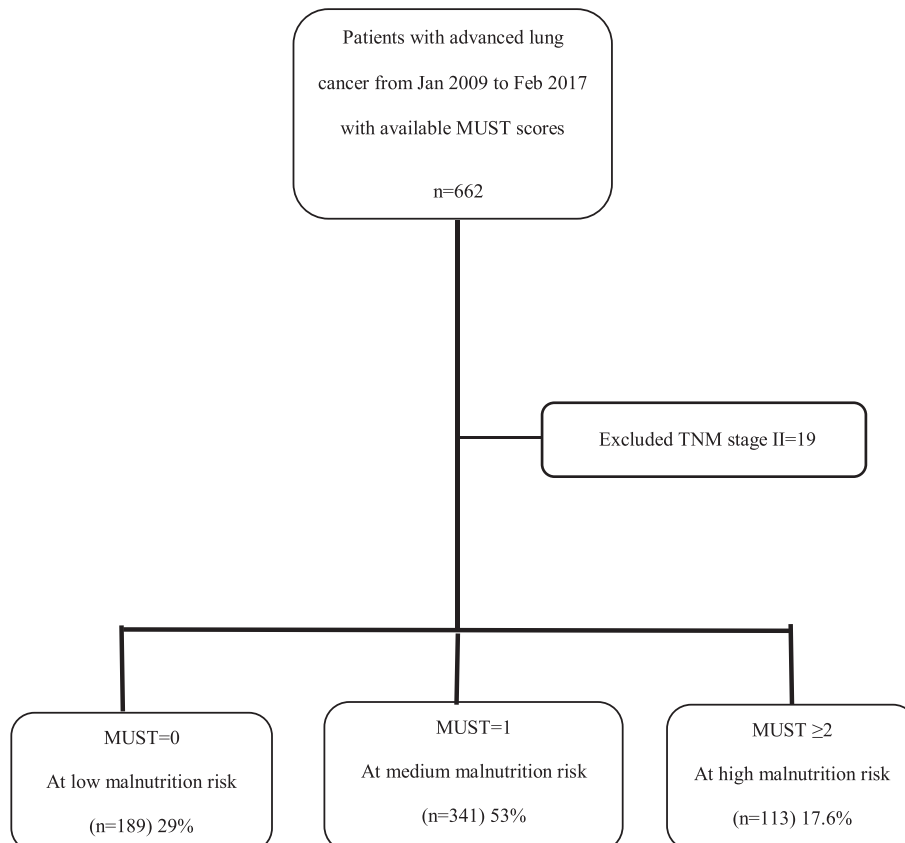 Patients with advanced lung
cancer from Jan 2009 to Feb 2017
with available MUST scores
n=662
Excluded TNM stage II=19
MUST=0
At low malnutrition risk
(n=189) 29%
MUST=1
At medium malnutrition risk
(n=341) 53%
MUST ≥2
At high malnutrition risk
(n=113) 17.6%